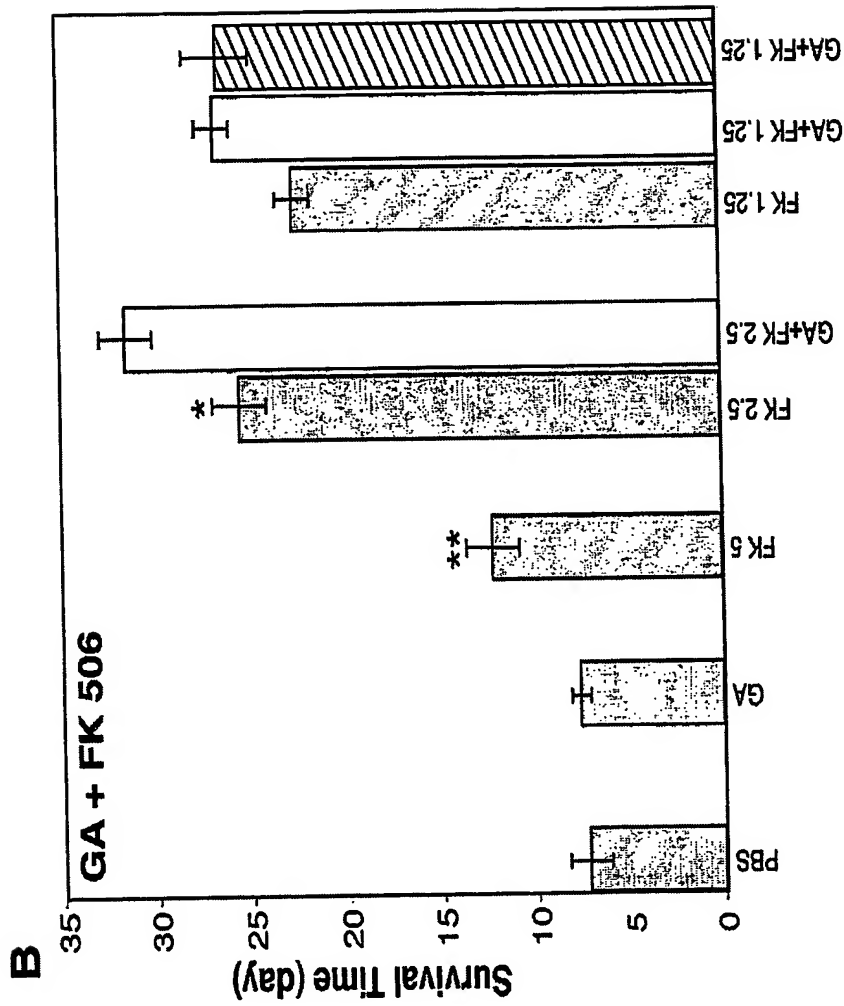 B
GA + FK 506
Survival Time (day)
35
30
25
20
15
10
5
0
**
*
PBS
GA
FK 5
FK 2.5
GA+FK 2.5
FK 1.25
GA+FK 1.25
GA+FK 1.25